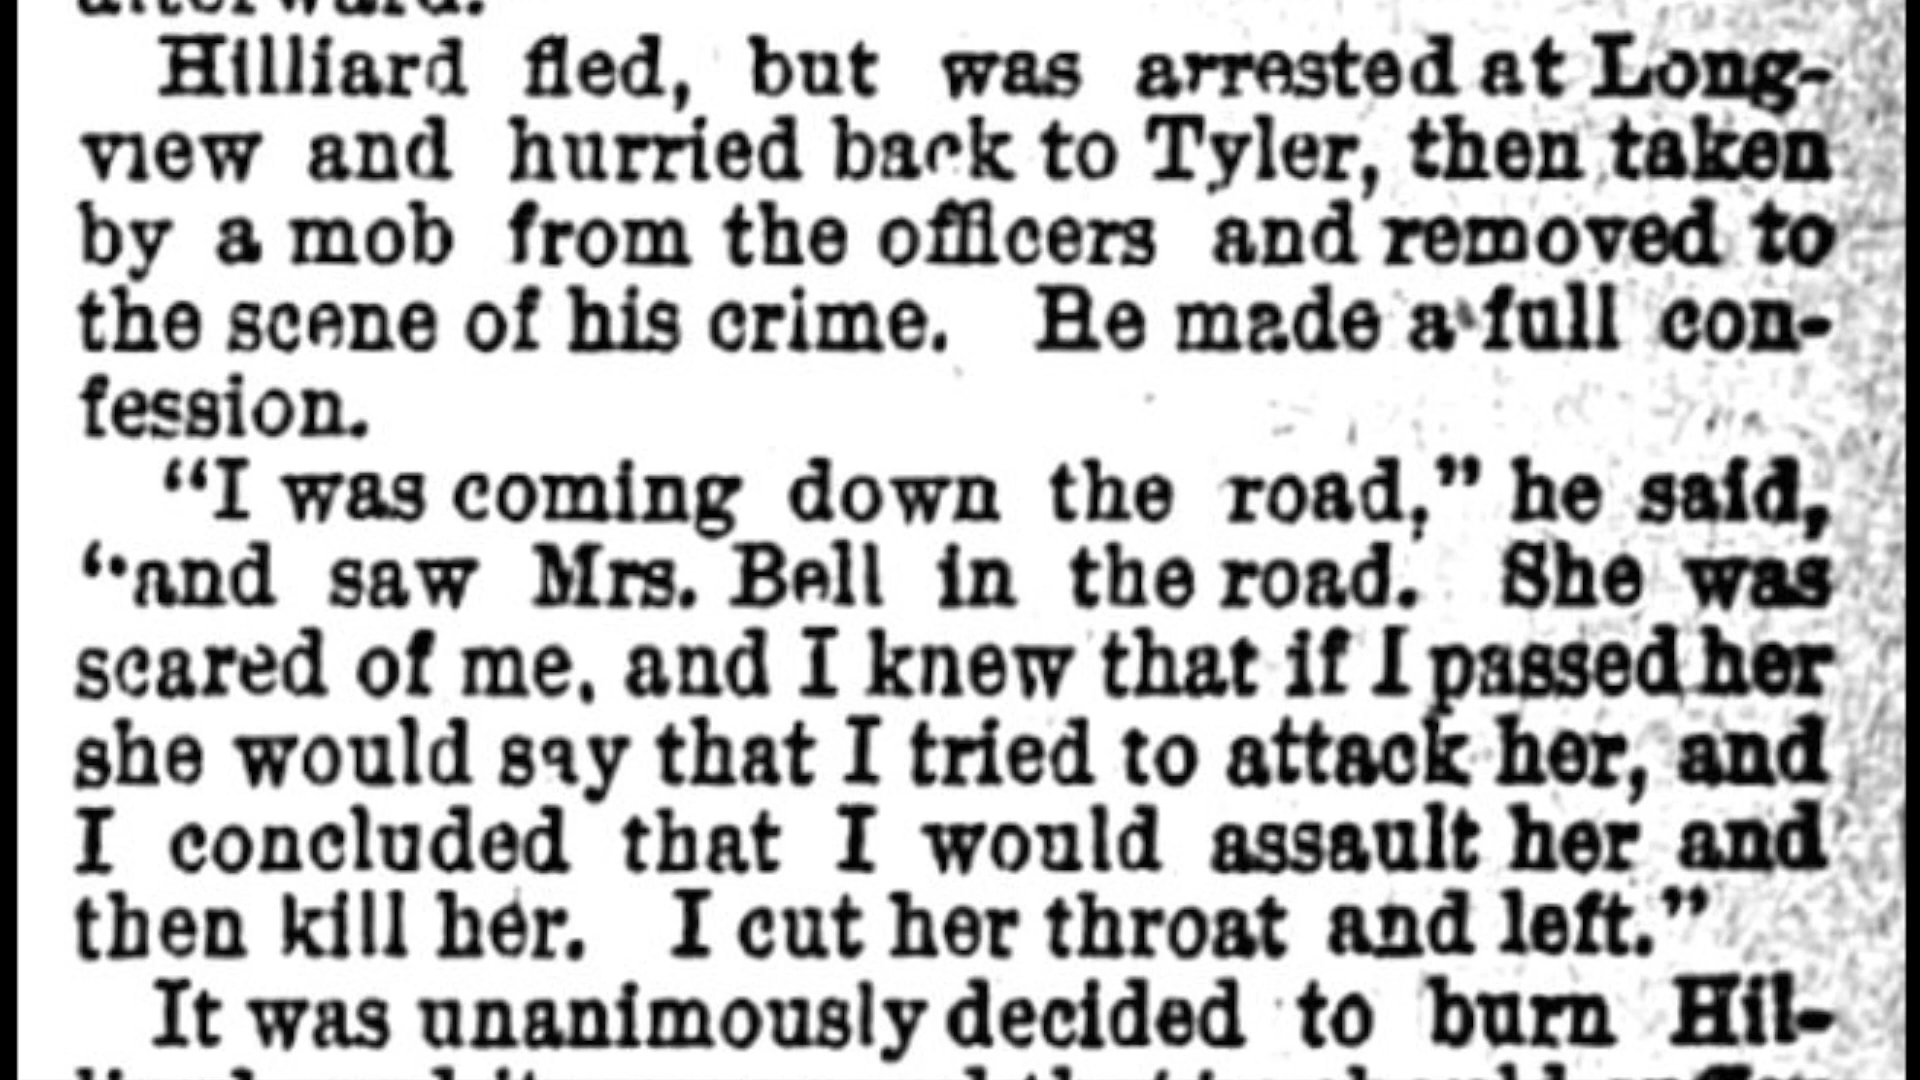 afterward.
Hilliard fled, but was arrested at Long-
view and hurried back to Tyler, then taken
by a mob from the officers and removed to
the scene of his crime. He made a full con-
fession.
"I was coming down the road," he said,
"and saw Mrs. Bell in the road. She was
scared of me, and I knew that if I passed her
she would say that I tried to attack her, and
I concluded that I would assault her and
then kill her. I cut her throat and left."
It was unanimously decided to burn Hil-